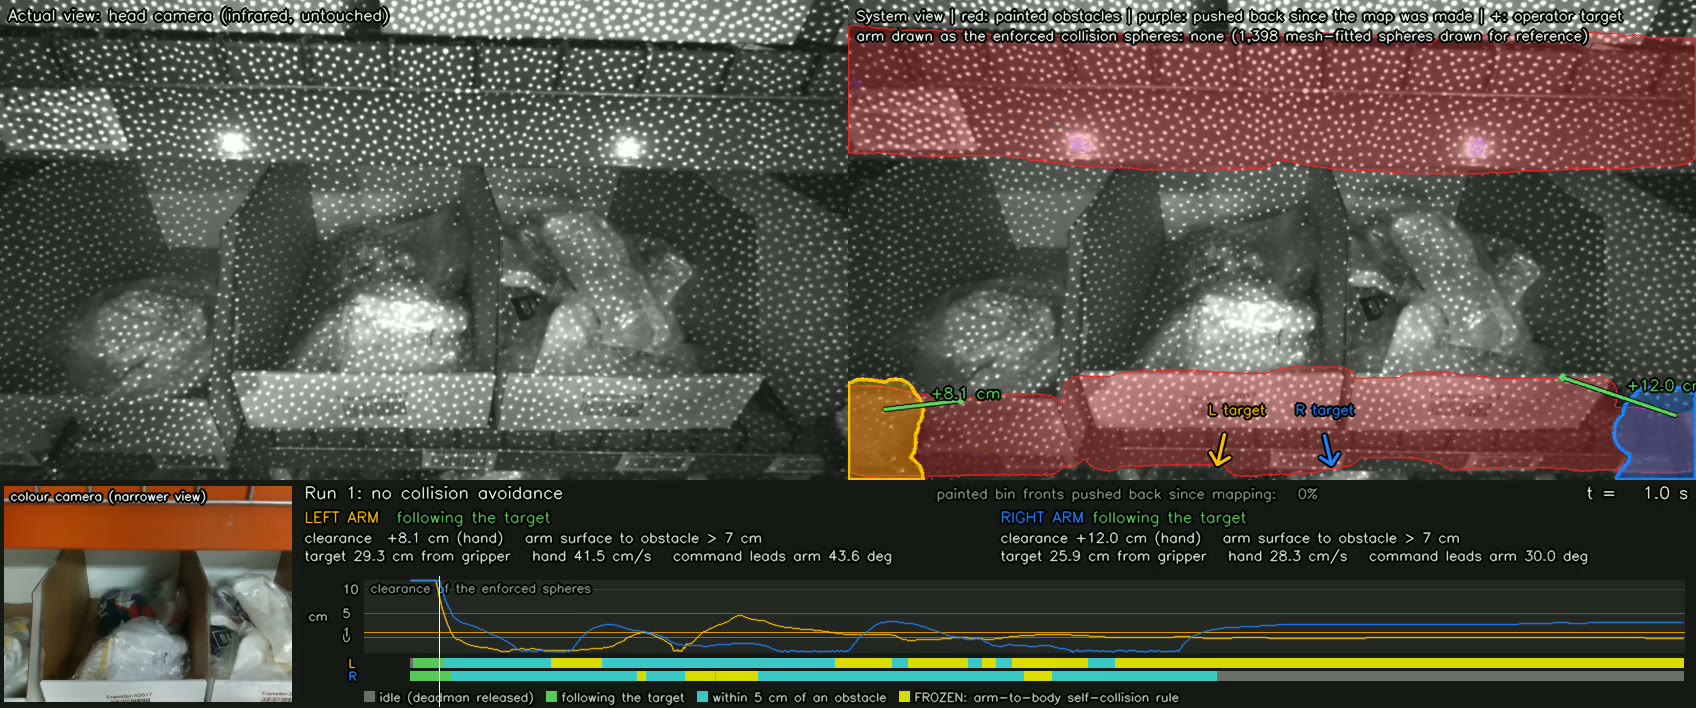 Actual view: head camera (infrared, untouched)
System view | red: painted obstacles | purple: pushed back since the map was made | +: operator target
arm drawn as the enforced collision spheres: none (1,398 mesh-fitted spheres drawn for reference)
+8.1 cm
+12.0 cm
L target
R target
colour camera (narrower view)
Run 1: no collision avoidance
painted bin fronts pushed back since mapping: 0%
t = 1.0 s
LEFT ARM following the target
clearance +8.1 cm (hand) arm surface to obstacle > 7 cm
target 29.3 cm from gripper hand 41.5 cm/s command leads arm 43.6 deg
RIGHT ARM following the target
clearance +12.0 cm (hand) arm surface to obstacle > 7 cm
target 25.9 cm from gripper hand 28.3 cm/s command leads arm 30.0 deg
clearance of the enforced spheres
cm
10
5
1
0
L
R
idle (deadman released)
following the target
within 5 cm of an obstacle
FROZEN: arm-to-body self-collision rule